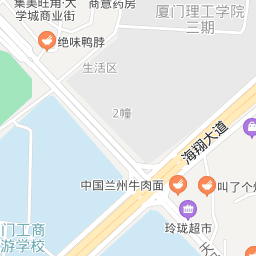 集美旺角·大
学城商业街
商意药房
厦门理工学院
三期
绝味鸭脖
生活区
2幢
海翔大道
中国兰州牛肉面
叫了个
玲珑超市
门工商
游学校
天